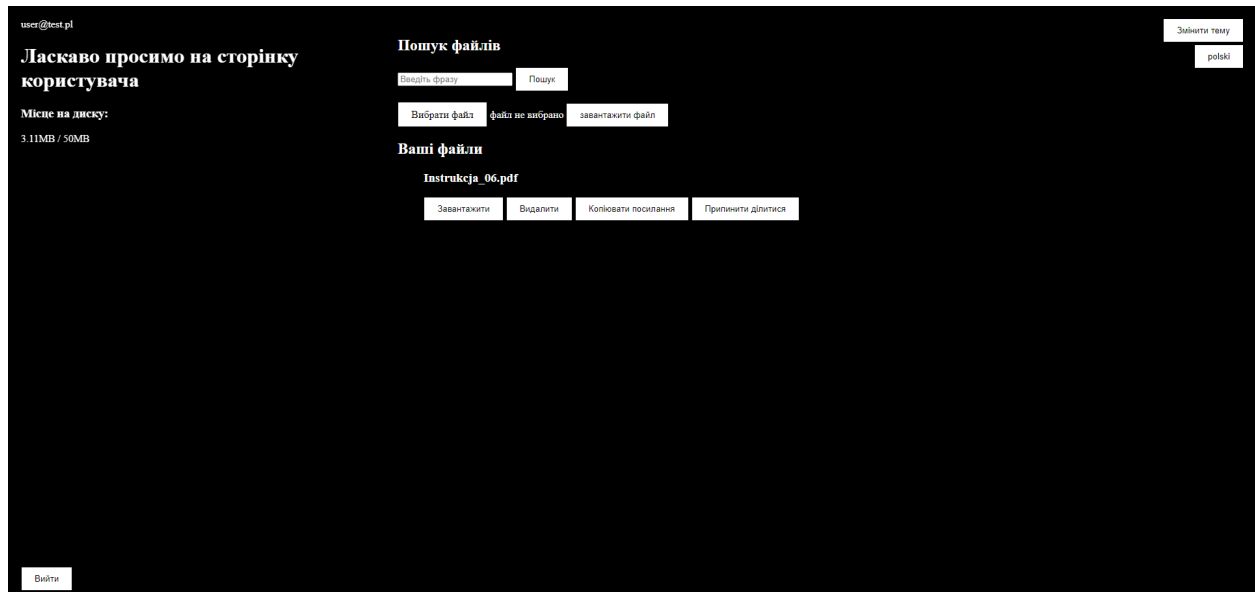 user@test.pl
Ласкаво просимо на сторінку
користувача
Місце на диску:
3.11MB / 50MB
Пошук файлів
Введіть фразу Пошук
Вибрати файл файл не вибрано завантажити файл
Ваші файли
Instrukcja_06.pdf
Завантажити Видалити Копіювати посилання Припинити ділитися
Змінити тему
polski
Вийти